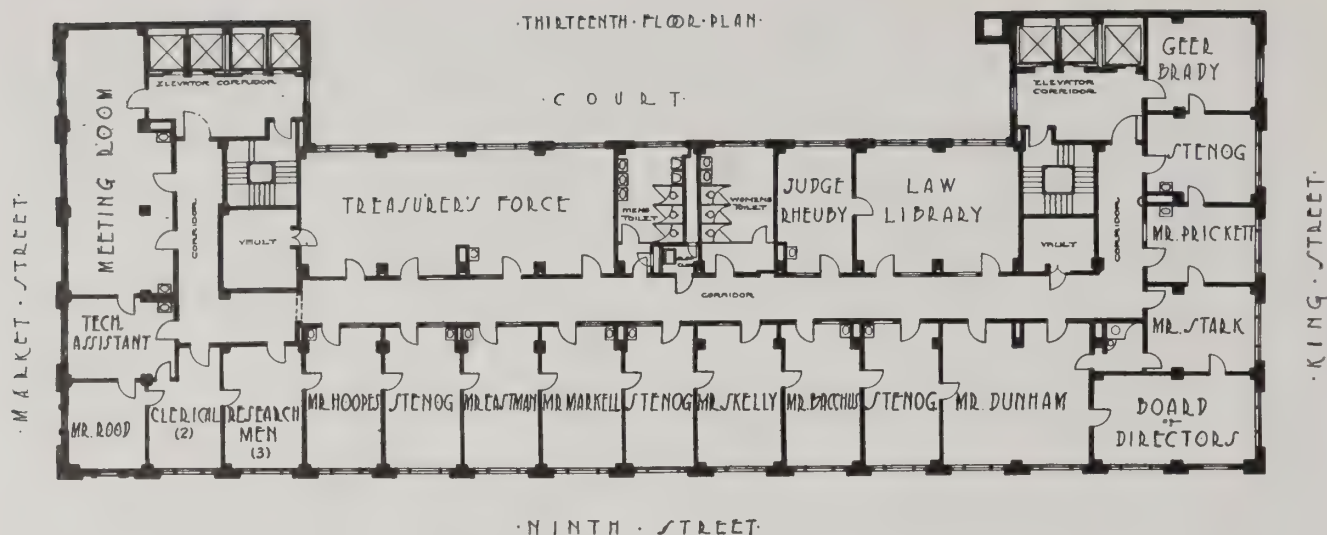 ·THIRTEENTH·FLOOR·PLAN·
·COURT·
·MARKET·STREET·
·KING·STREET·
·NINTH·STREET·
ELEVATOR CORRIDOR
MEETING ROOM
CORRIDOR
VAULT
TREASURER'S FORCE
MENS
TOILET
WOMENS
TOILET
JUDGE
RHEUBY
LAW
LIBRARY
ELEVATOR
CORRIDOR
VAULT
CORRIDOR
GEER
BRADY
STENOG
MR. PRICKETT
MR. STARK
CORRIDOR
TECH.
ASSISTANT
MR. ROOD
CLERICAL
(2)
RESEARCH
MEN
(3)
MR. HOOPES
STENOG
MR. EASTMAN
MR. MARKELL
STENOG
MR. SKELLY
MR. BACCHUS
STENOG
MR. DUNHAM
BOARD
OF
DIRECTORS